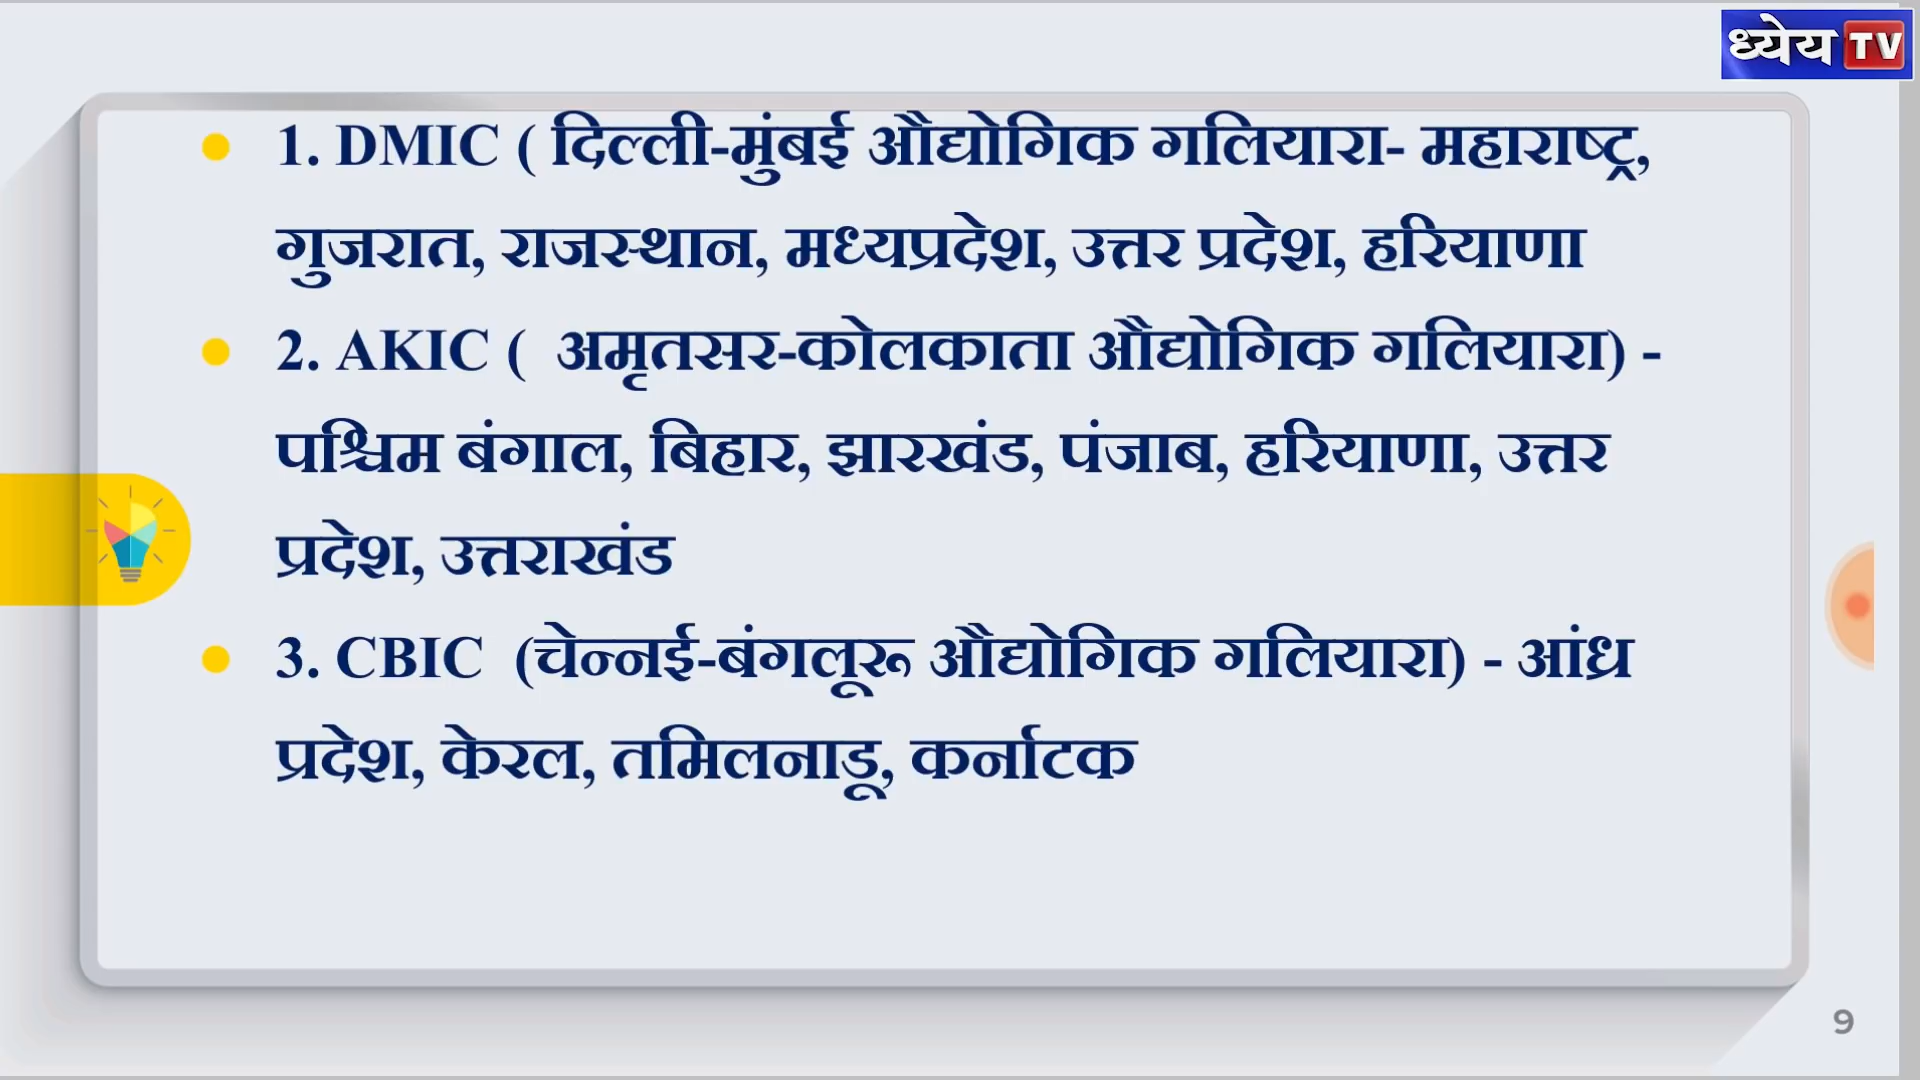 ध्येय TV
1. DMIC ( दिल्ली-मुंबई औद्योगिक गलियारा- महाराष्ट्र,
गुजरात, राजस्थान, मध्यप्रदेश, उत्तर प्रदेश, हरियाणा
2. AKIC ( अमृतसर-कोलकाता औद्योगिक गलियारा) -
पश्चिम बंगाल, बिहार, झारखंड, पंजाब, हरियाणा, उत्तर
प्रदेश, उत्तराखंड
3. CBIC (चेन्नई-बंगलूरू औद्योगिक गलियारा) - आंध्र
प्रदेश, केरल, तमिलनाडू, कर्नाटक
9